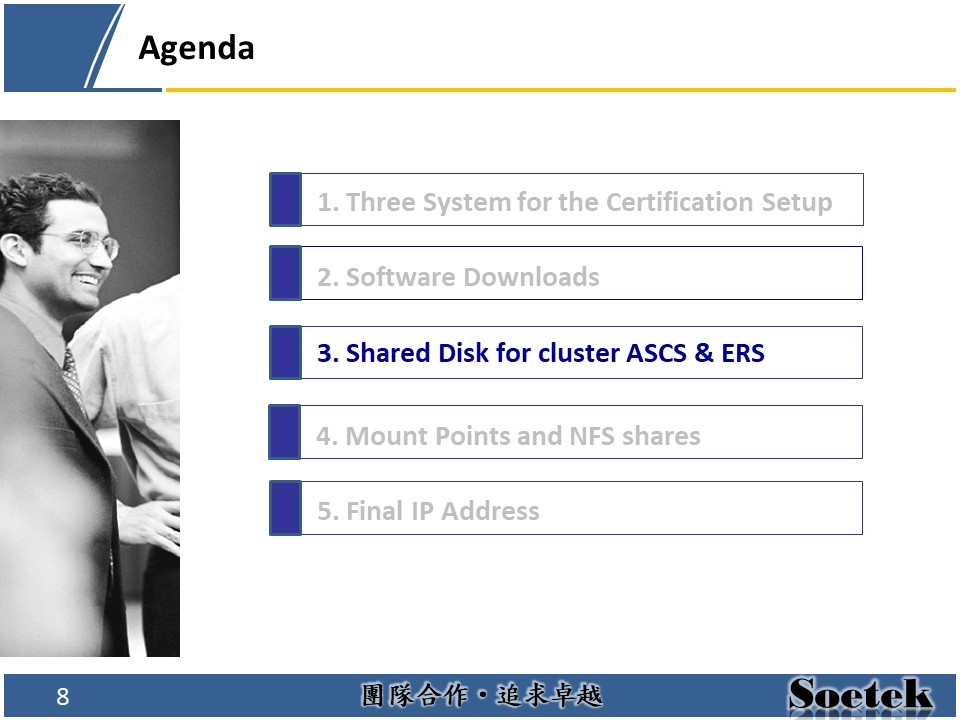 Agenda
1. Three System for the Certification Setup
2. Software Downloads
3. Shared Disk for cluster ASCS & ERS
4. Mount Points and NFS shares
5. Final IP Address
8
團隊合作·追求卓越
Soetek